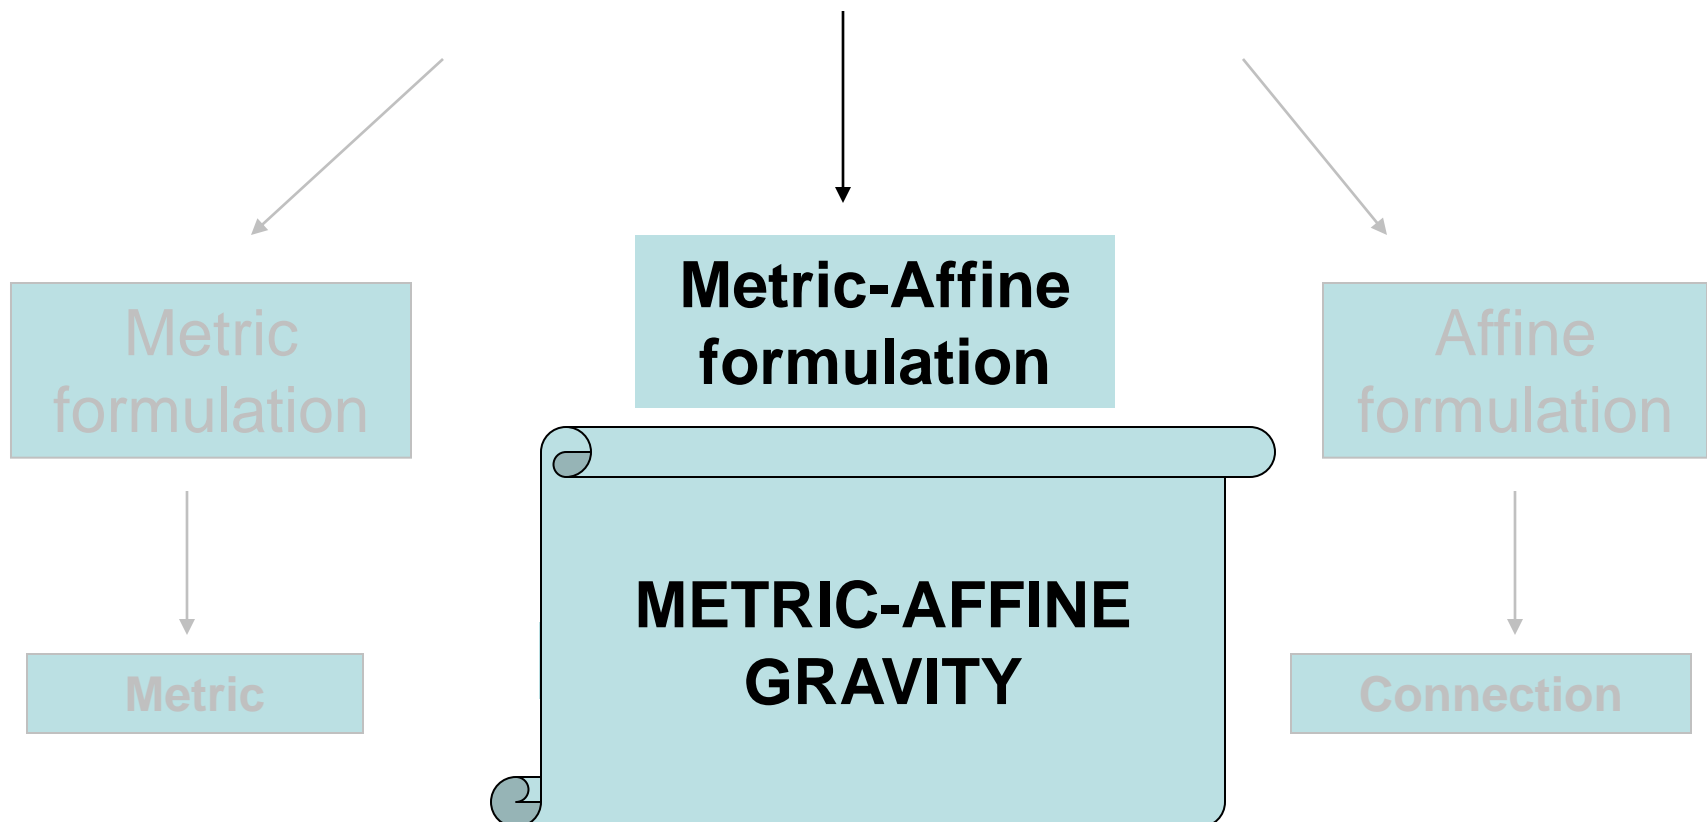 Metric
formulation
Metric-Affine
formulation
Affine
formulation
METRIC-AFFINE
GRAVITY
Metric
Connection